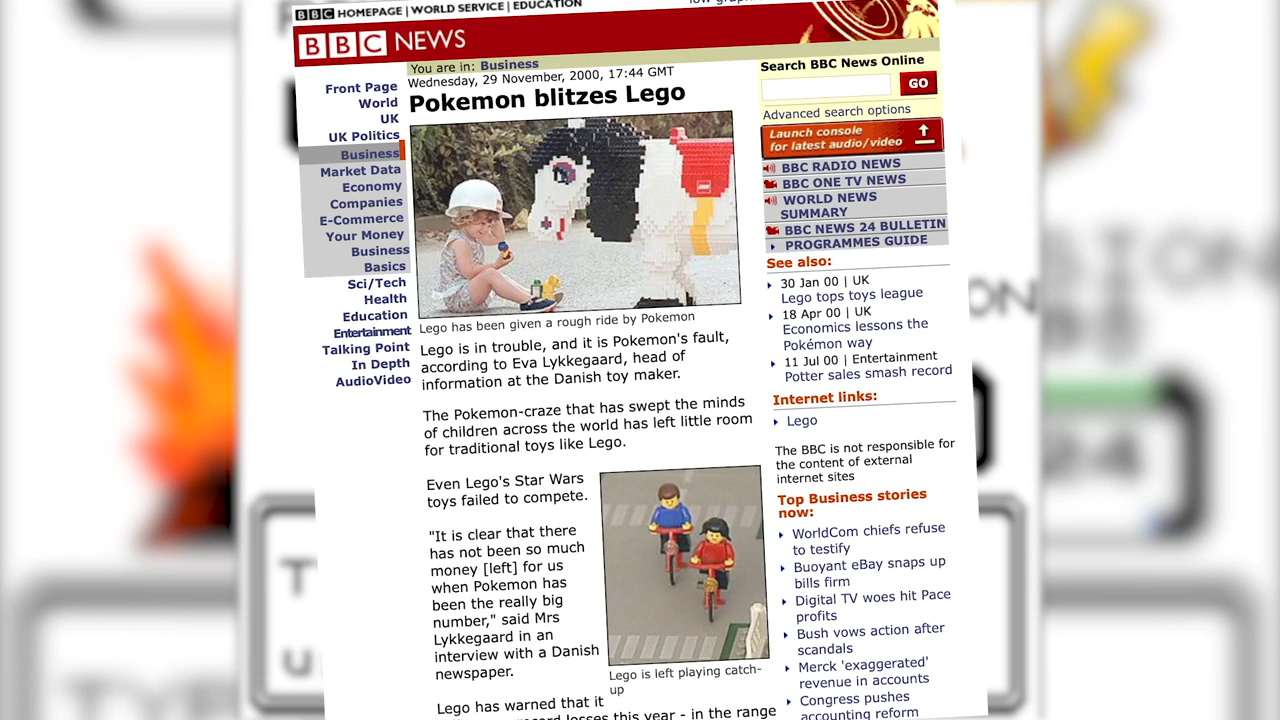 BBC HOMEPAGE | WORLD SERVICE | EDUCATION
BBC NEWS
You are in: Business
Wednesday, 29 November, 2000, 17:44 GMT
Pokemon blitzes Lego
Front Page
World
UK
UK Politics
Business
Market Data
Economy
Companies
E-Commerce
Your Money
Business
Basics
Sci/Tech
Health
Education
Entertainment
Talking Point
In Depth
AudioVideo
Lego has been given a rough ride by Pokemon
Lego is in trouble, and it is Pokemon's fault,
according to Eva Lykkegaard, head of
information at the Danish toy maker.
The Pokemon-craze that has swept the minds
of children across the world has left little room
for traditional toys like Lego.
Even Lego's Star Wars
toys failed to compete.
"It is clear that there
has not been so much
money [left] for us
when Pokemon has
been the really big
number," said Mrs
Lykkegaard in an
interview with a Danish
newspaper.
Lego is left playing catch-
up
Lego has warned that it
losses this year - in the range
Search BBC News Online
GO
Advanced search options
Launch console
for latest audio/video
BBC RADIO NEWS
BBC ONE TV NEWS
WORLD NEWS
SUMMARY
BBC NEWS 24 BULLETIN
PROGRAMMES GUIDE
See also:
30 Jan 00 | UK
Lego tops toys league
18 Apr 00 | UK
Economics lessons the
Pokémon way
11 Jul 00 | Entertainment
Potter sales smash record
Internet links:
Lego
The BBC is not responsible for
the content of external
internet sites
Top Business stories
now:
WorldCom chiefs refuse
to testify
Buoyant eBay snaps up
bills firm
Digital TV woes hit Pace
profits
Bush vows action after
scandals
Merck 'exaggerated'
revenue in accounts
Congress pushes
accounting reform